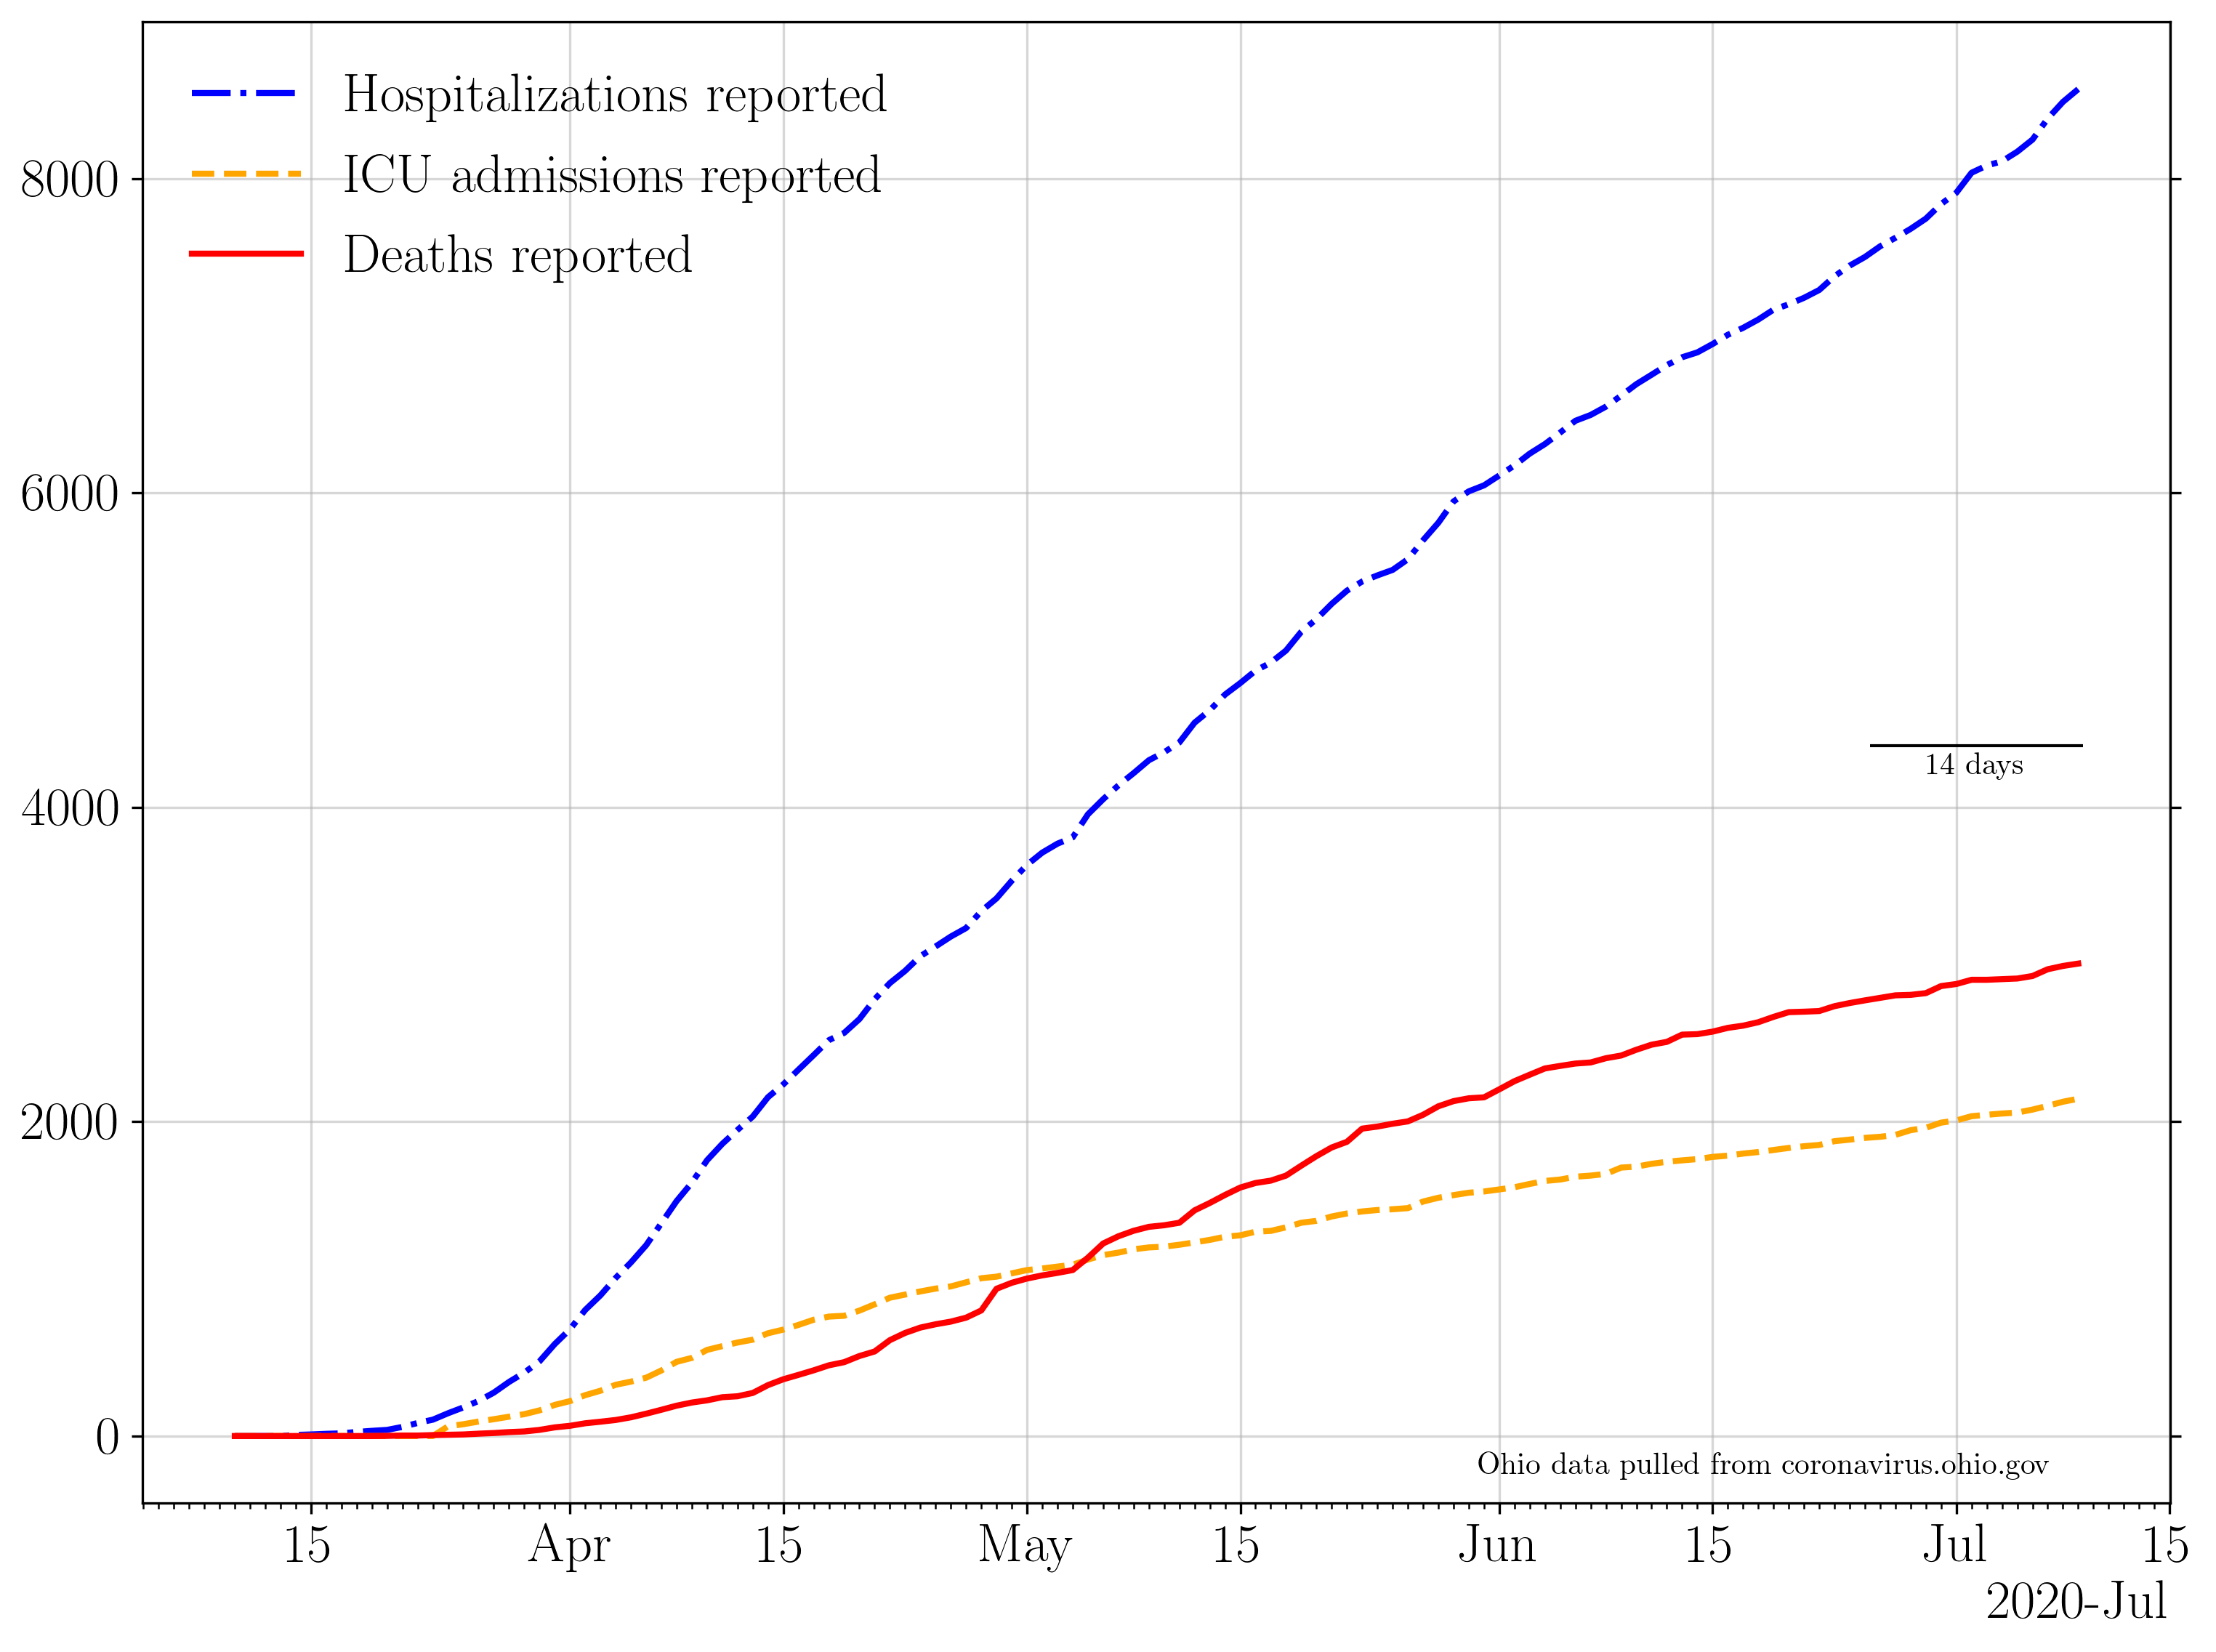 Hospitalizations reported
ICU admissions reported
Deaths reported
8000
6000
4000
2000
0
14 days
Ohio data pulled from coronavirus.ohio.gov
15 Apr 15 May 15 Jun 15 Jul 15
2020-Jul